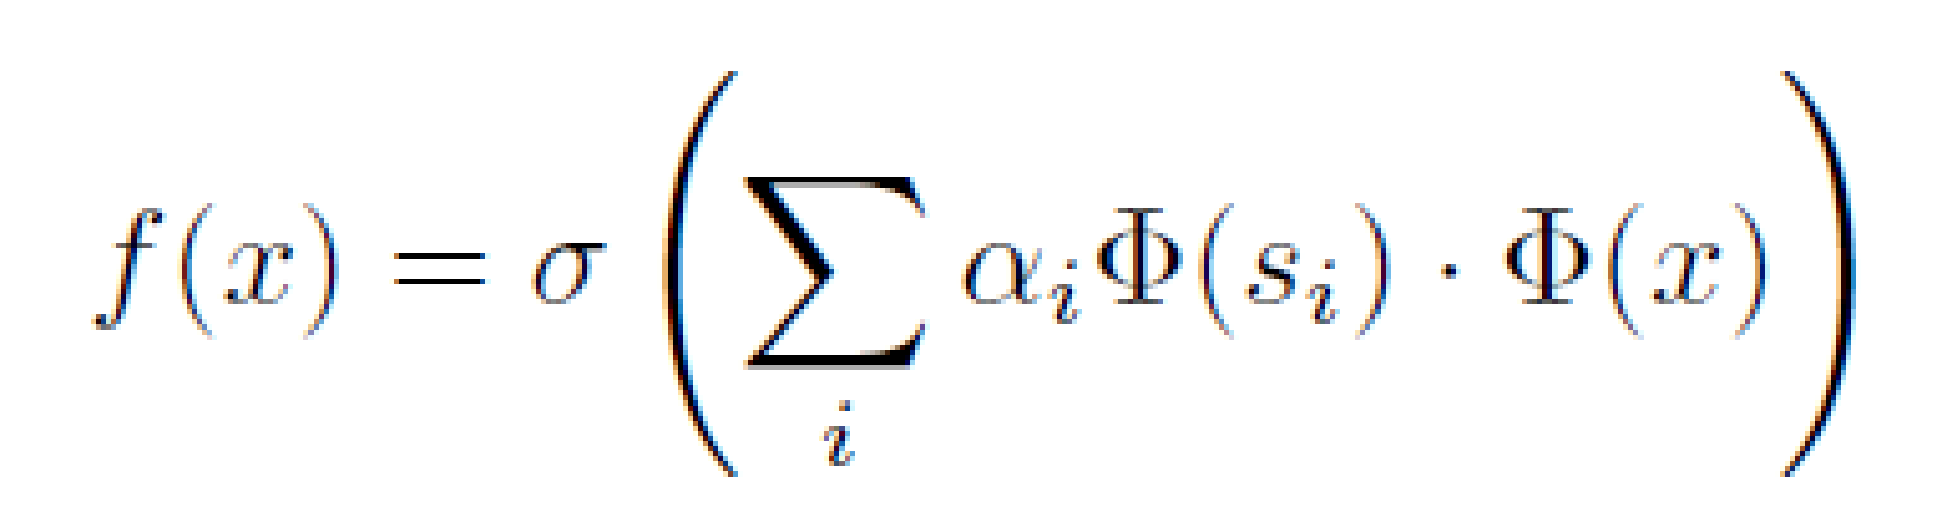 f(x) = σ(∑_i α_i Φ(s_i) · Φ(x))